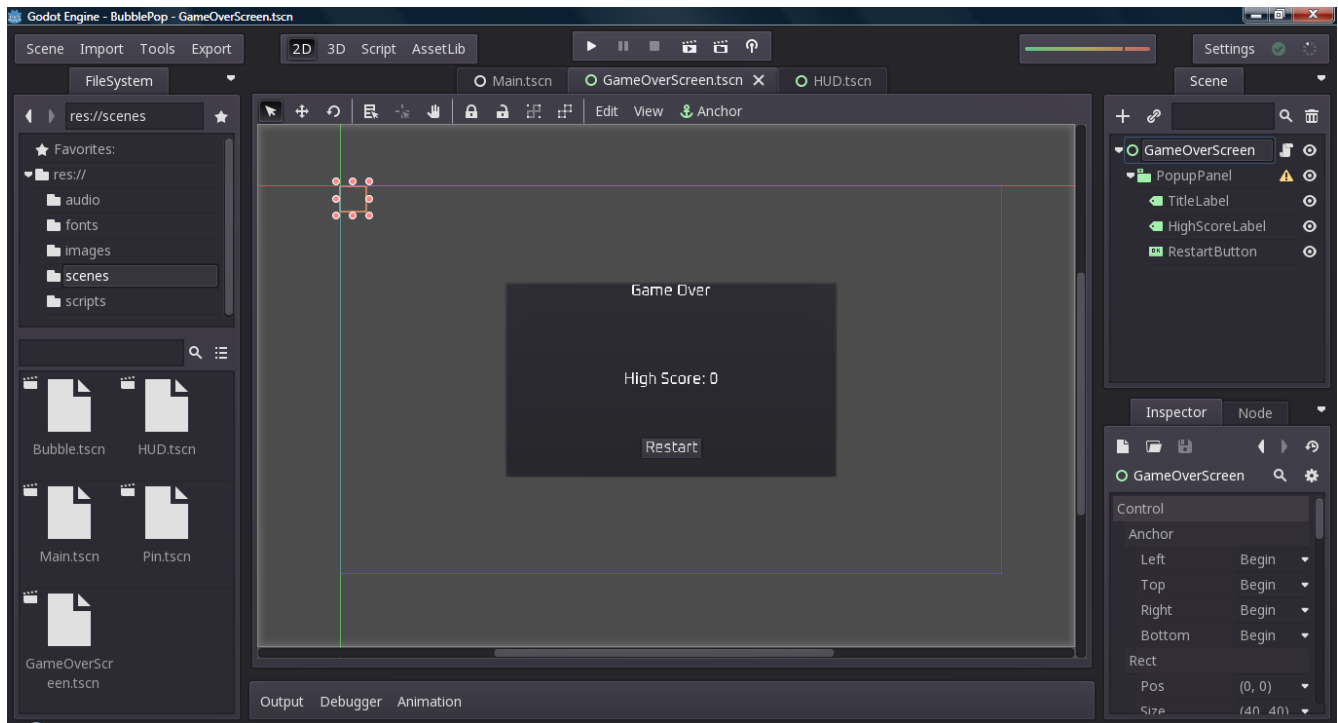 Godot Engine - BubblePop - GameOverScreen.tscn
Scene Import Tools Export
2D 3D Script AssetLib
Settings
FileSystem
Main.tscn
GameOverScreen.tscn
HUD.tscn
Scene
res://scenes
Edit View Anchor
Favorites:
res://
audio
fonts
images
scenes
scripts
GameOverScreen
PopupPanel
TitleLabel
HighScoreLabel
OK RestartButton
Game Over
High Score: 0
Restart
Bubble.tscn
HUD.tscn
Main.tscn
Pin.tscn
GameOverScr
een.tscn
Inspector Node
GameOverScreen
Control
Anchor
Left Begin
Top Begin
Right Begin
Bottom Begin
Rect
Pos (0, 0)
Size (40, 40)
Output Debugger Animation